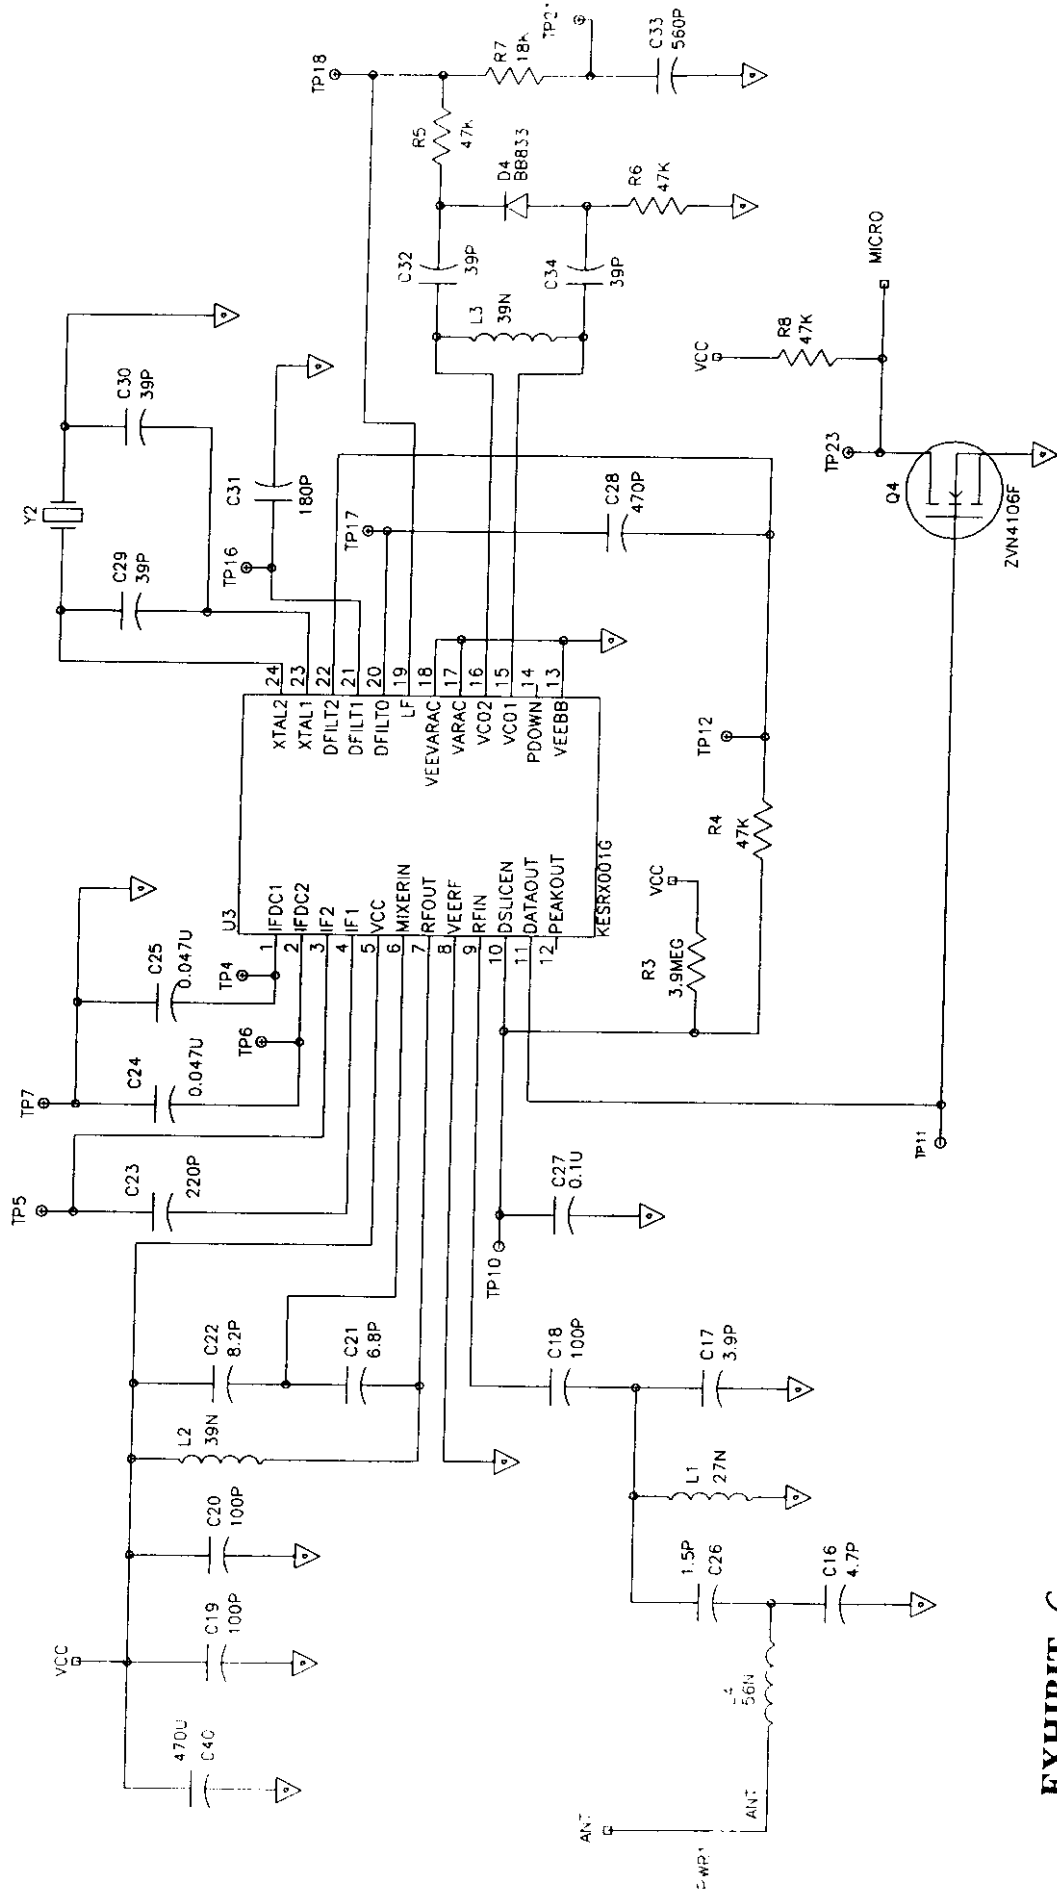 VCC
470U
C40
C19
100P
C20
100P
L2
39N
C22
8.2P
C21
6.8P
TP5
C23
220P
TP7
C24
0.047U
C25
0.047U
TP6
TP4
U3
1 IFDC1
2 IFDC2
3 IF2
4 IF1
5 VCC
6 MIXERIN
7 RFOUT
8 VEERF
9 RFIN
10 DSLICEN
11 DATAOUT
12 PEAKOUT
KESRX001G
XTAL2 24
XTAL1 23
DFILT2 22
DFILT1 21
DFILT0 20
LF 19
VEEVARAC 18
VARAC 17
VCO2 16
VCO1 15
PDOWN 14
VEEBB 13
Y2
C29
39P
C30
39P
TP16
C31
180P
TP17
C28
470P
TP18
R5
47K
R7
18K
C33
560P
D4
BB833
R6
47K
C32
39P
C34
39P
L3
39N
ANT
ANT
56N
1.5P
C26
C16
4.7P
L1
27N
C18
100P
C17
3.9P
TP10
C27
0.1U
R3
3.9MEG
VCC
R4
47K
TP12
TP11
VCC
R8
47K
MICRO
TP23
Q4
ZVN4106F
EXHIBIT C